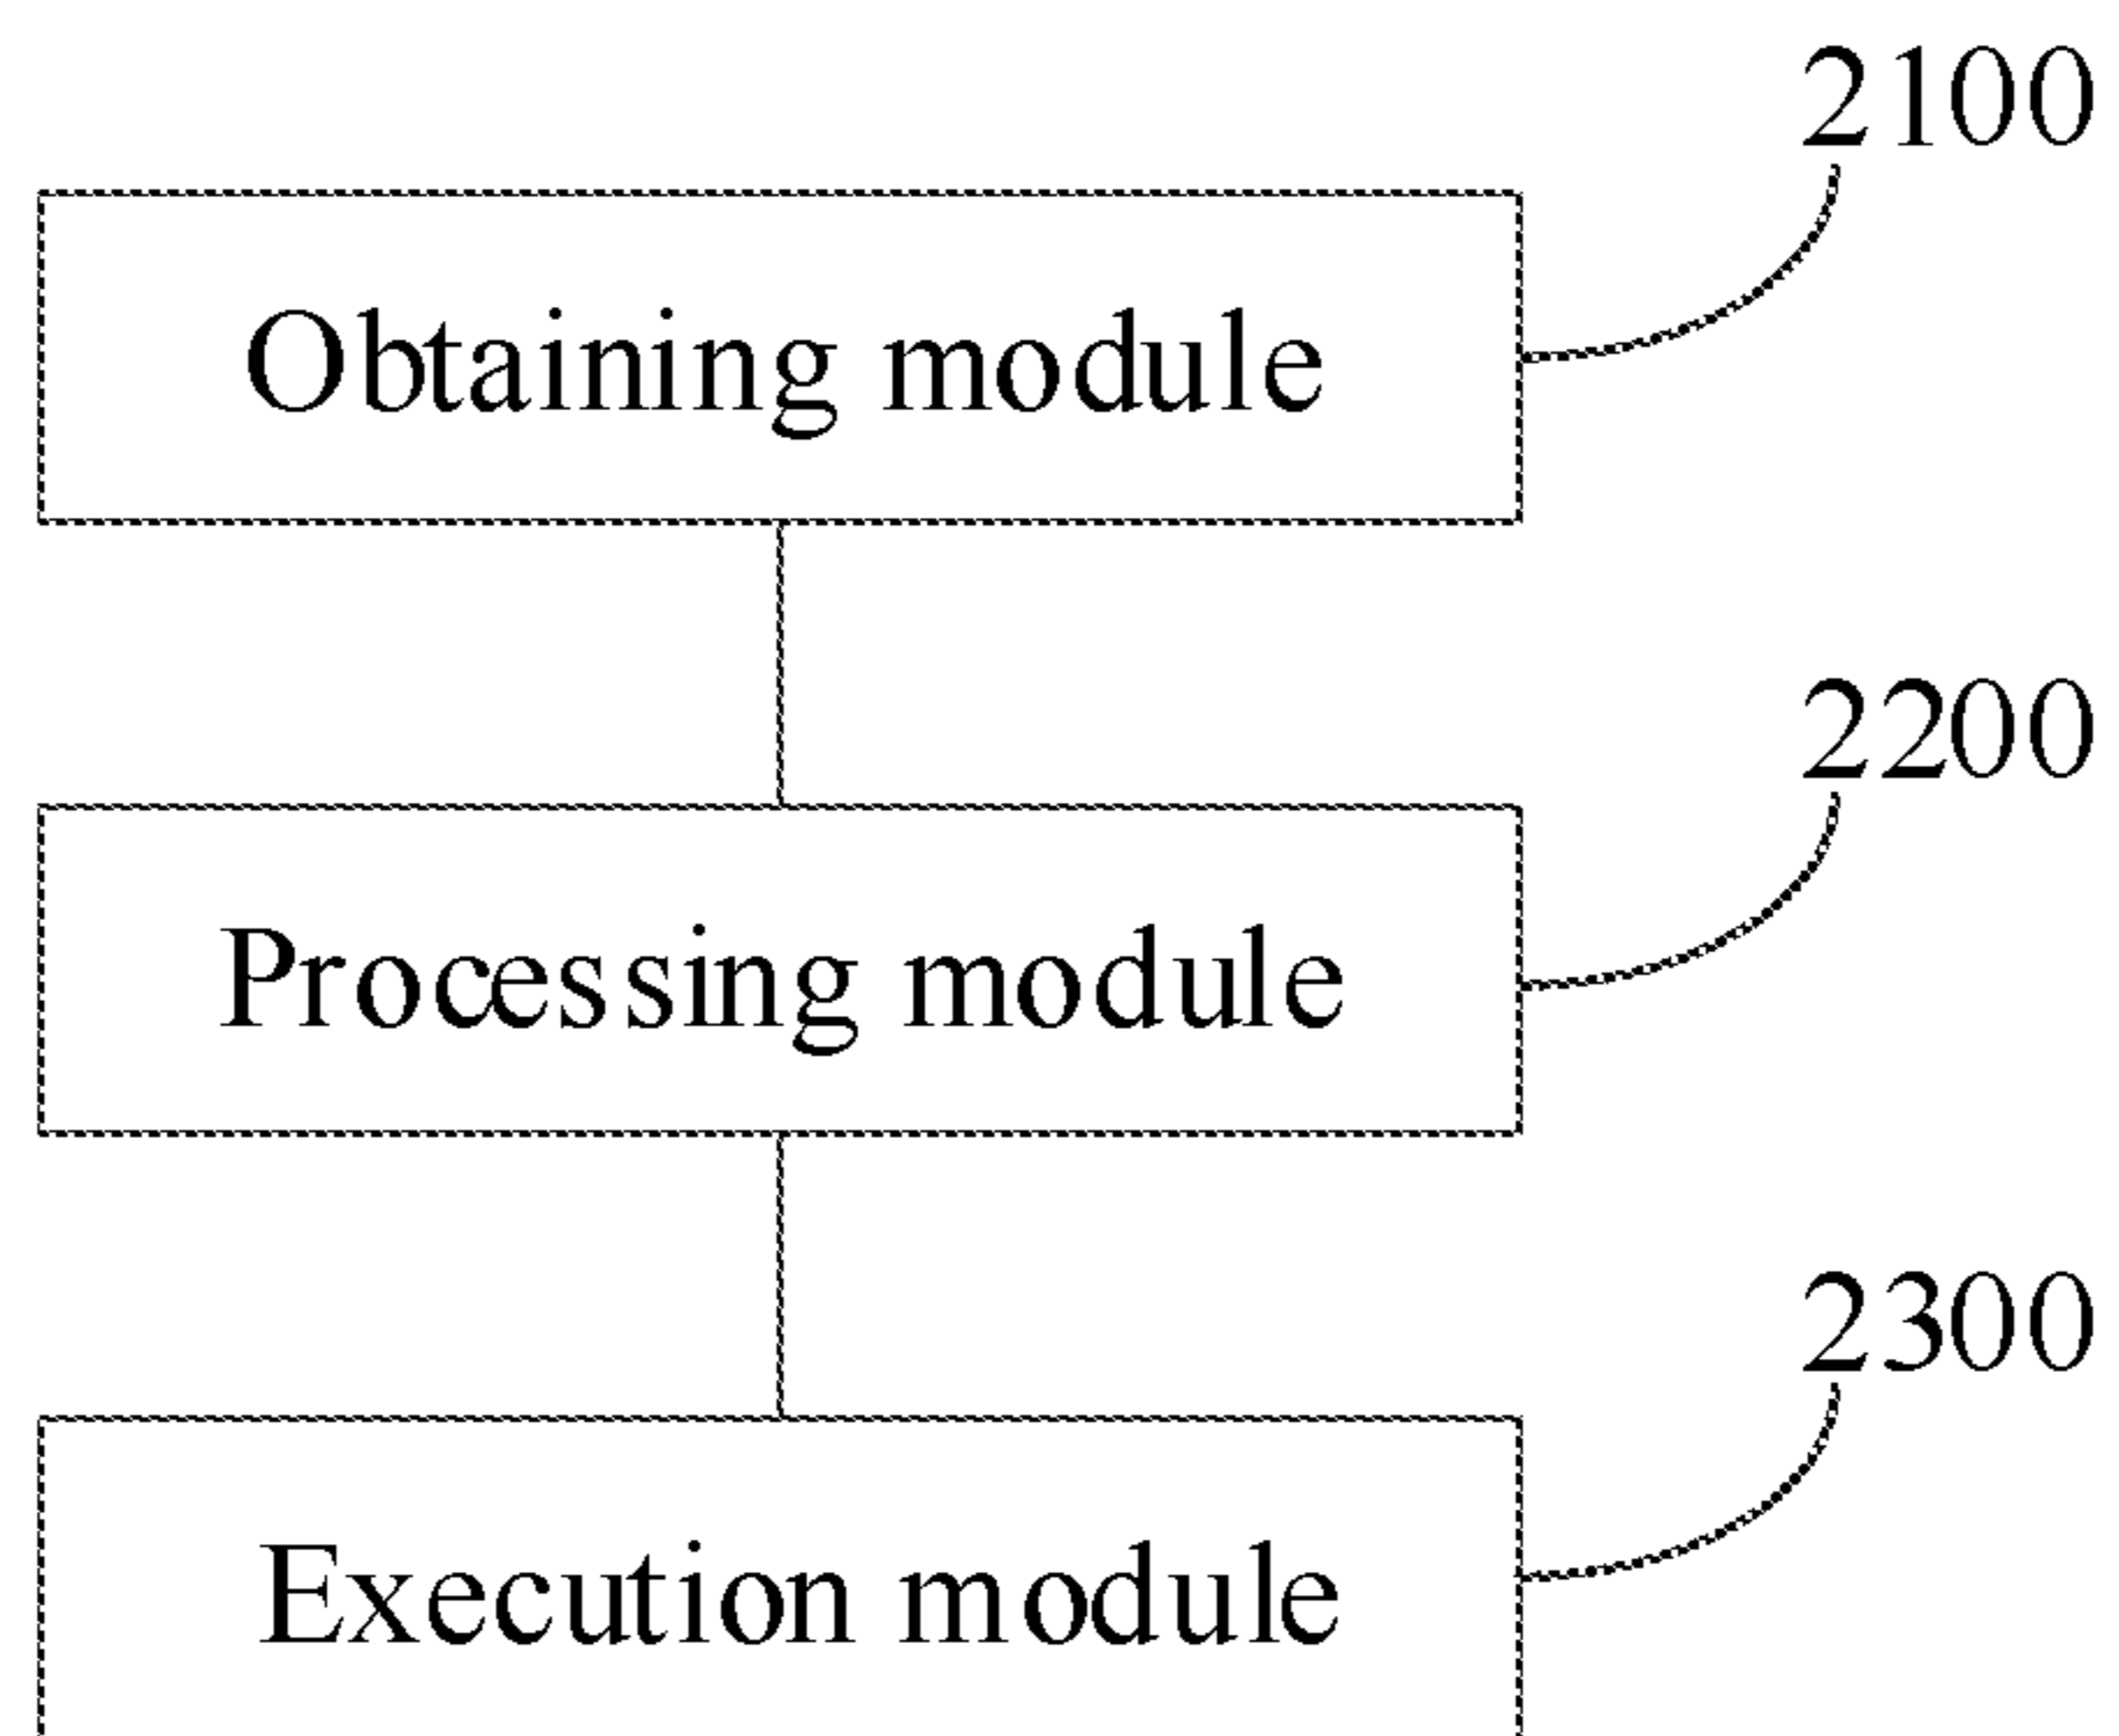 2100
Obtaining module
2200
Processing module
2300
Execution module